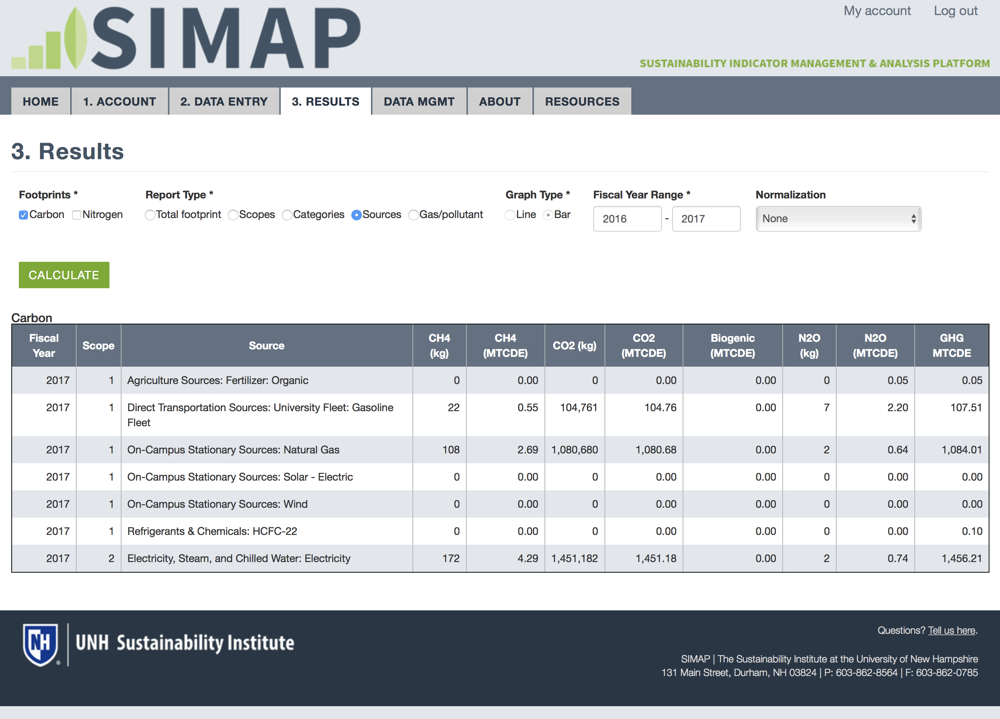 My account Log out
SIMAP
SUSTAINABILITY INDICATOR MANAGEMENT & ANALYSIS PLATFORM
HOME 1. ACCOUNT 2. DATA ENTRY 3. RESULTS DATA MGMT ABOUT RESOURCES
3. Results
Footprints * Report Type * Graph Type * Fiscal Year Range * Normalization
Carbon Nitrogen Total footprint Scopes Categories Sources Gas/pollutant Line Bar 2016 - 2017 None
CALCULATE
Carbon
Fiscal Year Scope Source CH4 (kg) CH4 (MTCDE) CO2 (kg) CO2 (MTCDE) Biogenic (MTCDE) N2O (kg) N2O (MTCDE) GHG MTCDE
2017 1 Agriculture Sources: Fertilizer: Organic 0 0.00 0 0.00 0.00 0 0.05 0.05
2017 1 Direct Transportation Sources: University Fleet: Gasoline 22 0.55 104,761 104.76 0.00 7 2.20 107.51
Fleet
2017 1 On-Campus Stationary Sources: Natural Gas 108 2.69 1,080,680 1,080.68 0.00 2 0.64 1,084.01
2017 1 On-Campus Stationary Sources: Solar - Electric 0 0.00 0 0.00 0.00 0 0.00 0.00
2017 1 On-Campus Stationary Sources: Wind 0 0.00 0 0.00 0.00 0 0.00 0.00
2017 1 Refrigerants & Chemicals: HCFC-22 0 0.00 0 0.00 0.00 0 0.00 0.10
2017 2 Electricity, Steam, and Chilled Water: Electricity 172 4.29 1,451,182 1,451.18 0.00 2 0.74 1,456.21
NH ® UNH Sustainability Institute
Questions? Tell us here.
SIMAP | The Sustainability Institute at the University of New Hampshire
131 Main Street, Durham, NH 03824 | P: 603-862-8564 | F: 603-862-0785